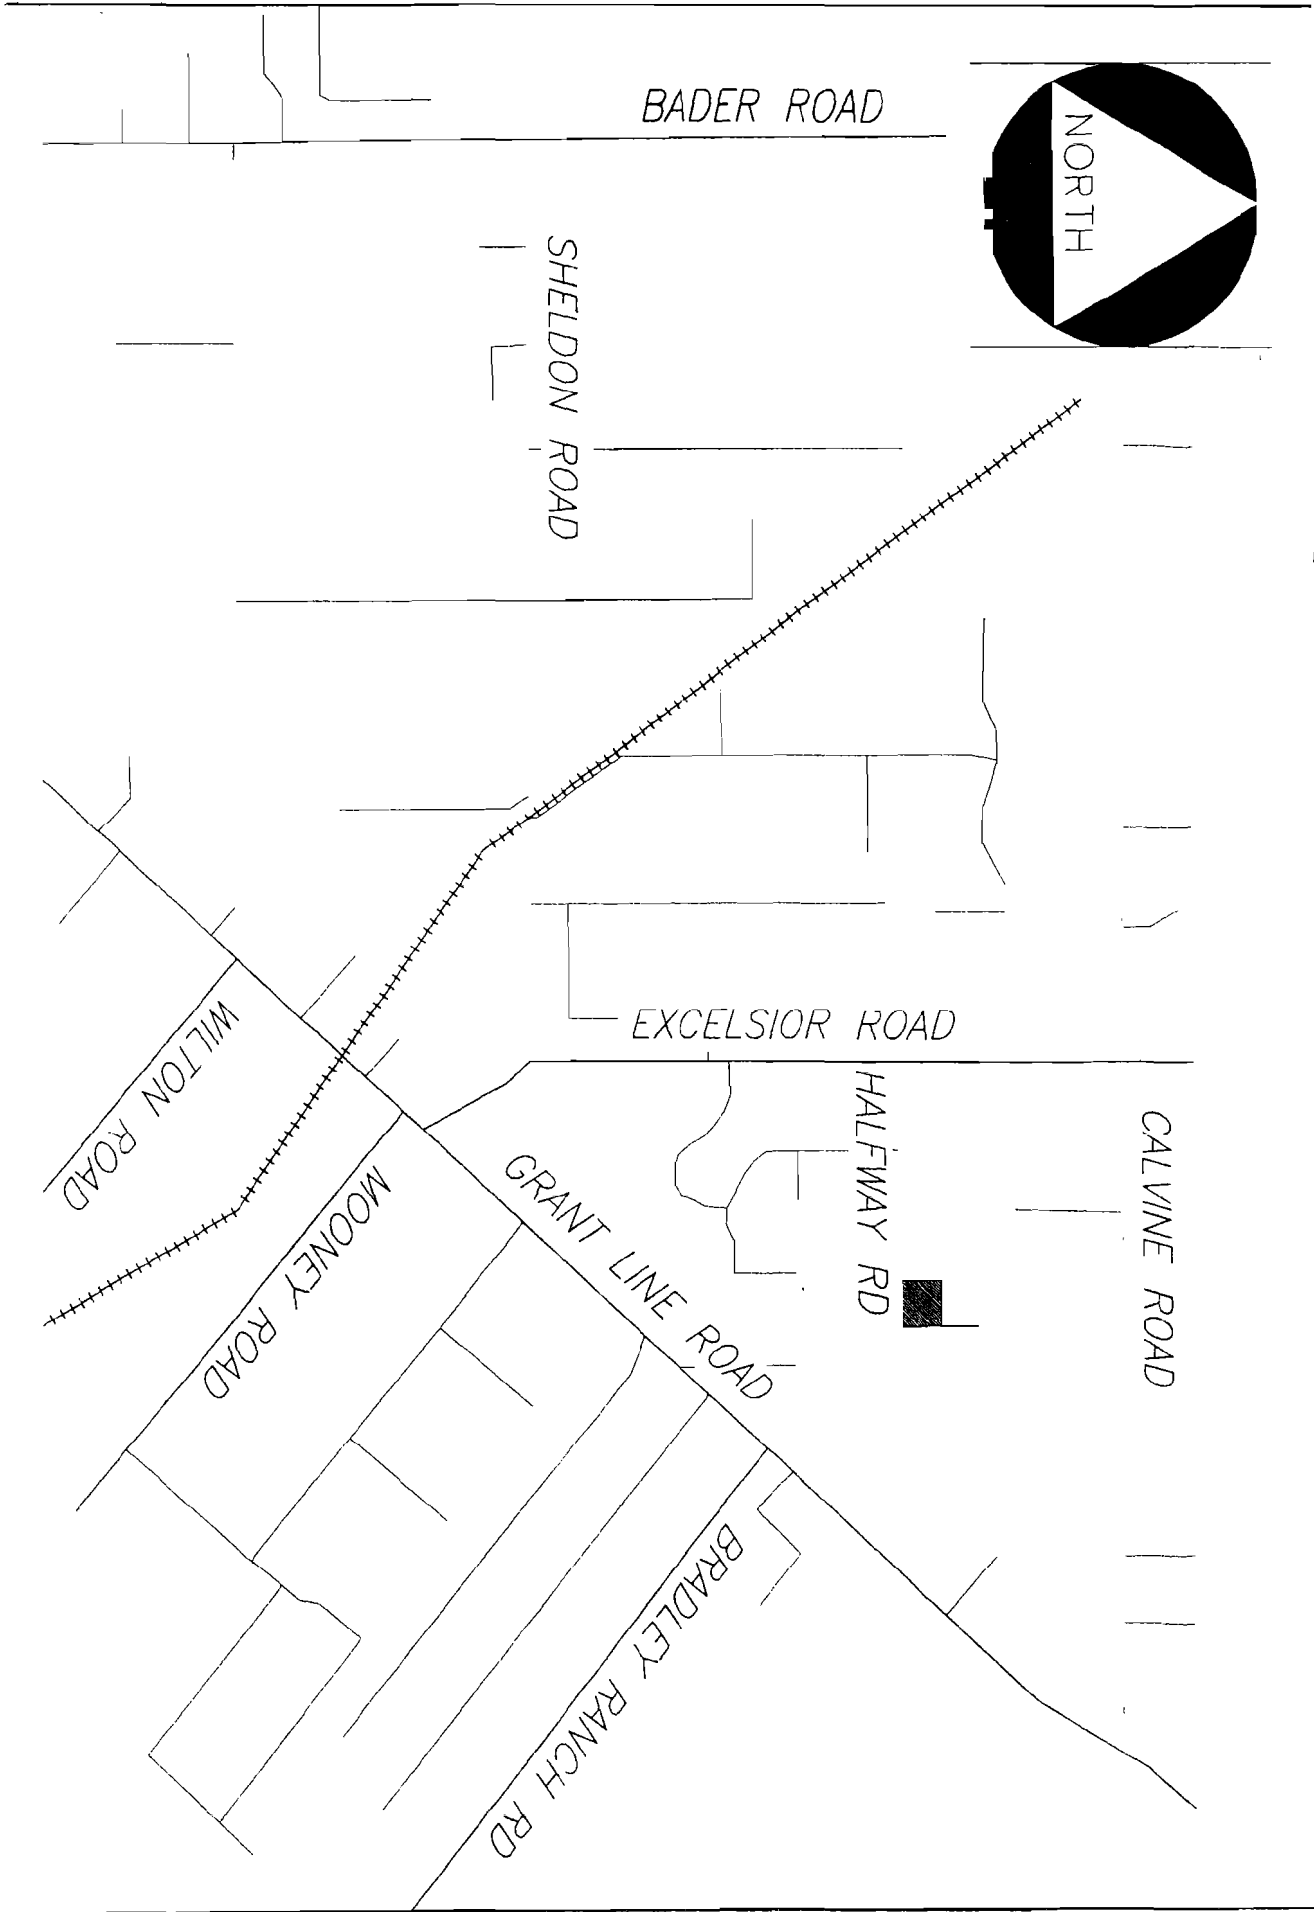 BADER ROAD
NORTH
SHELDON ROAD
EXCELSIOR ROAD
WILTON ROAD
MOONEY ROAD
GRANT LINE ROAD
HALFWAY RD
CALVINE ROAD
BRADLEY RANCH RD